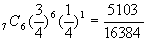 ₇C₆(3/4)⁶(1/4)¹ = 5103/16384